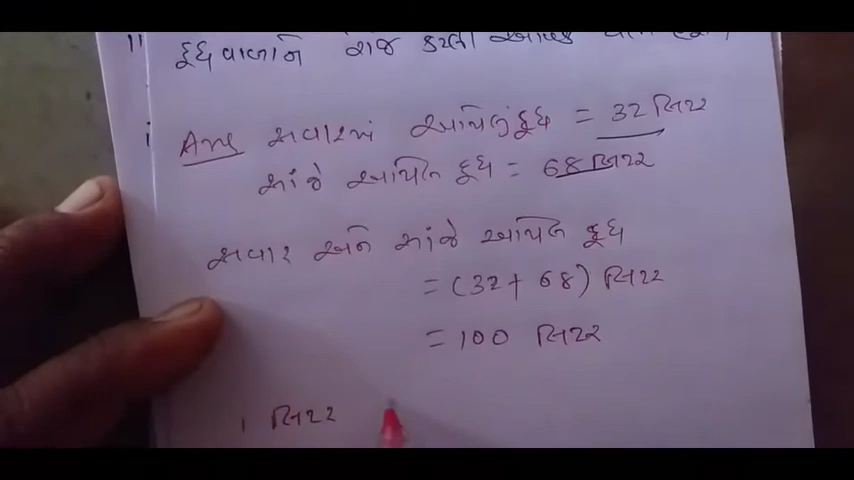 દૂધ વાળાને રોજ કેટલી
Ans સવારમાં આપેલું દૂધ = 32 લિટર
સાંજે આપેલ દૂધ = 68 લિટર
સવાર અને સાંજે આપેલ દૂધ
= (32 + 68) લિટર
= 100 લિટર
1 લિટર